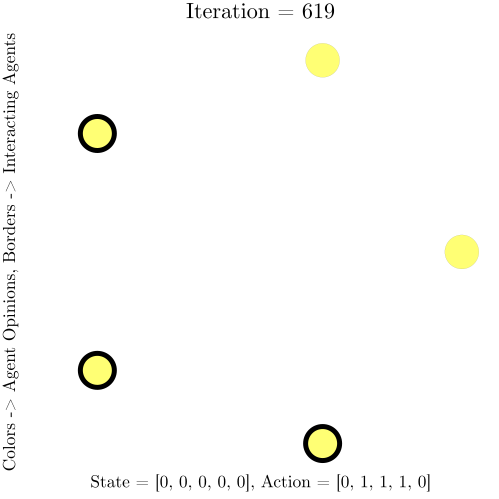 Iteration = 619
Colors -> Agent Opinions, Borders -> Interacting Agents
State = [0, 0, 0, 0, 0], Action = [0, 1, 1, 1, 0]